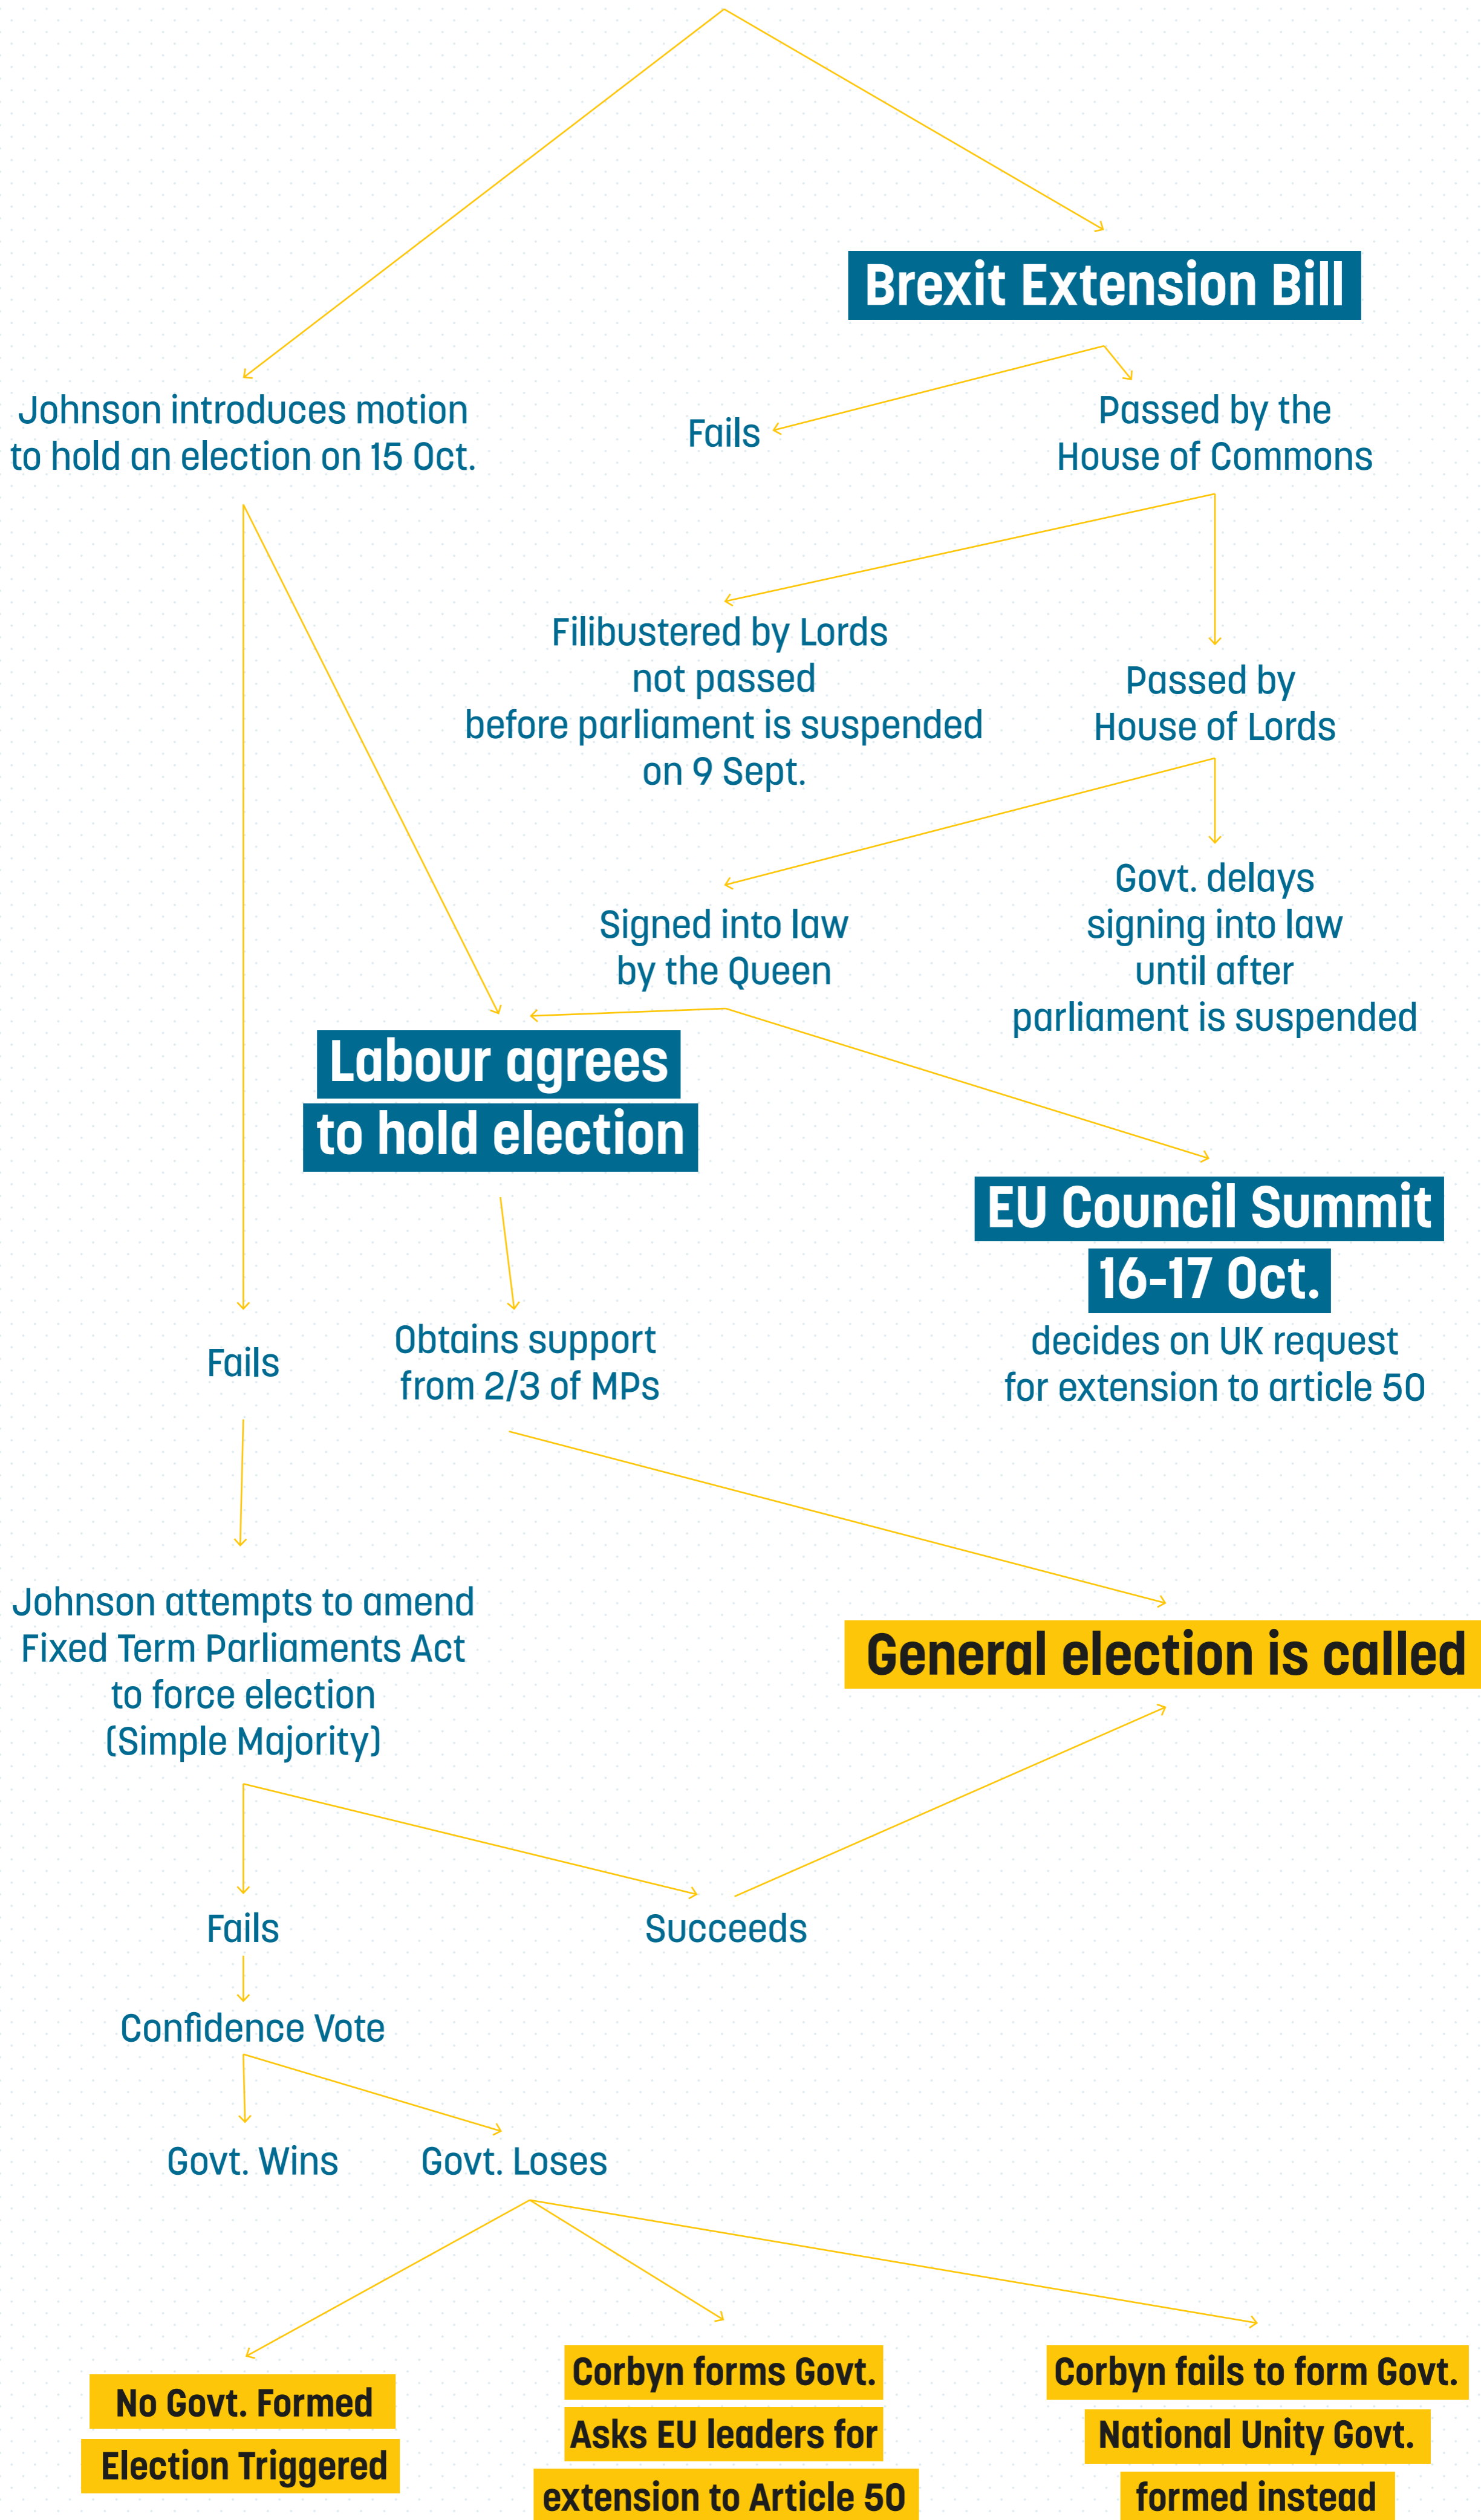 Brexit Extension Bill
Johnson introduces motion
to hold an election on 15 Oct.
Fails
Passed by the
House of Commons
Filibustered by Lords
not passed
before parliament is suspended
on 9 Sept.
Passed by
House of Lords
Signed into law
by the Queen
Govt. delays
signing into law
until after
parliament is suspended
Labour agrees
to hold election
EU Council Summit
16-17 Oct.
decides on UK request
for extension to article 50
Fails
Obtains support
from 2/3 of MPs
Johnson attempts to amend
Fixed Term Parliaments Act
to force election
(Simple Majority)
General election is called
Fails
Succeeds
Confidence Vote
Govt. Wins
Govt. Loses
No Govt. Formed
Election Triggered
Corbyn forms Govt.
Asks EU leaders for
extension to Article 50
Corbyn fails to form Govt.
National Unity Govt.
formed instead